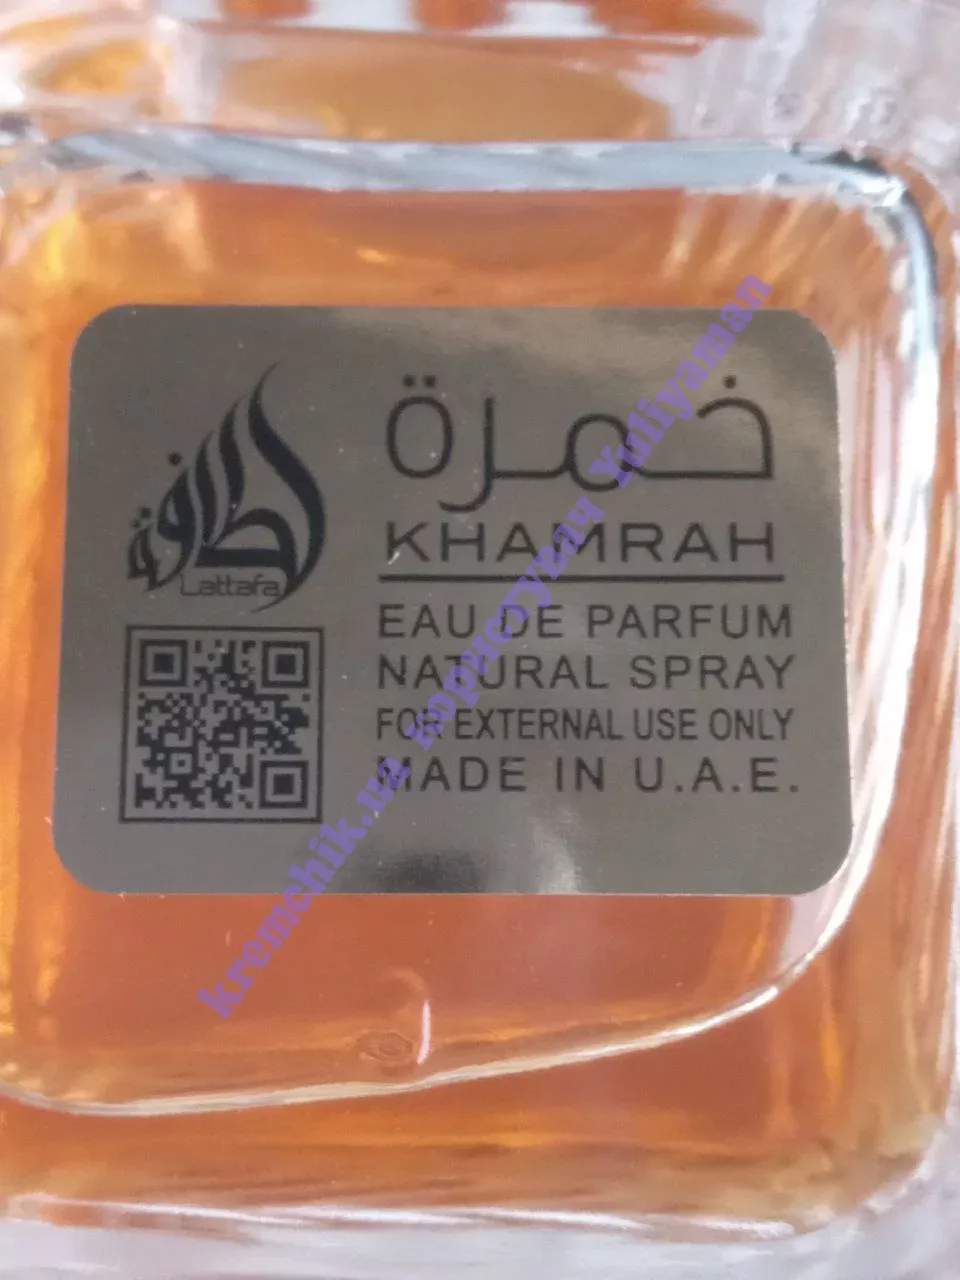 لطافة
Lattafa
خمرة
KHAMRAH
EAU DE PARFUM
NATURAL SPRAY
FOR EXTERNAL USE ONLY
MADE IN U.A.E.
kremchik.ua користувач Yuliyaman